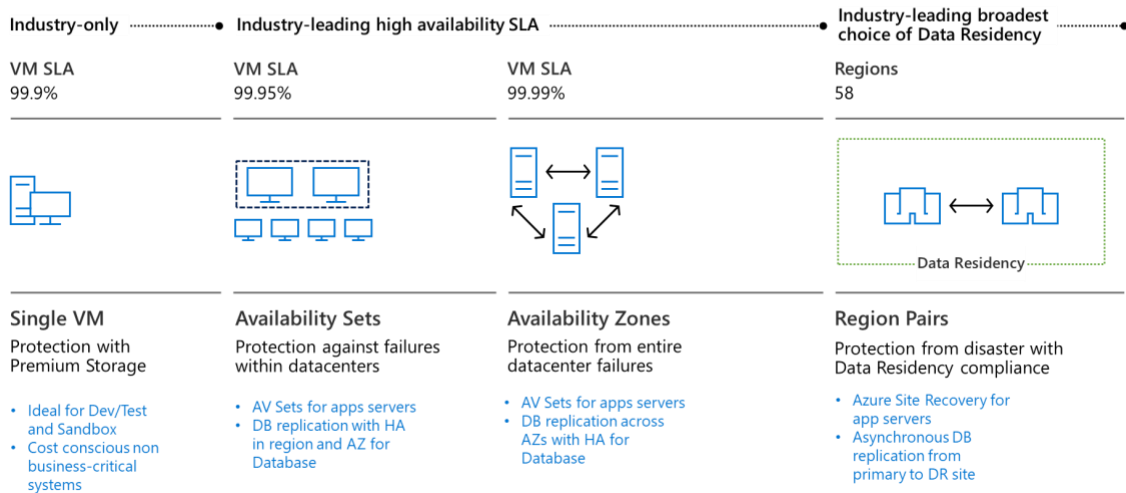 Industry-only
Industry-leading high availability SLA
Industry-leading broadest
choice of Data Residency
VM SLA
99.9%
VM SLA
99.95%
VM SLA
99.99%
Regions
58
Data Residency
Single VM
Protection with
Premium Storage
• Ideal for Dev/Test
and Sandbox
• Cost conscious non
business-critical
systems
Availability Sets
Protection against failures
within datacenters
• AV Sets for apps servers
• DB replication with HA
in region and AZ for
Database
Availability Zones
Protection from entire
datacenter failures
• AV Sets for apps servers
• DB replication across
AZs with HA for
Database
Region Pairs
Protection from disaster with
Data Residency compliance
• Azure Site Recovery for
app servers
• Asynchronous DB
replication from
primary to DR site